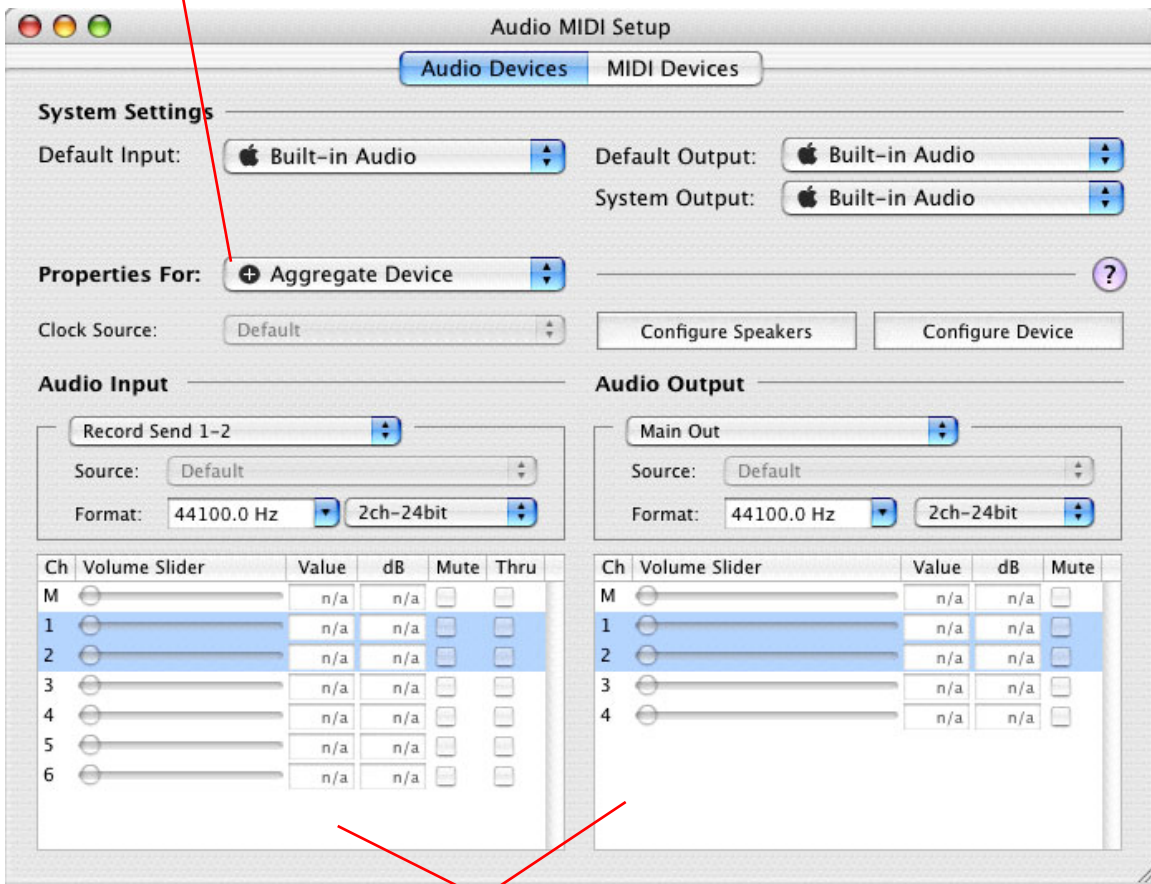 Audio MIDI Setup
Audio Devices MIDI Devices
System Settings
Default Input: Built-in Audio Default Output: Built-in Audio
System Output: Built-in Audio
Properties For: Aggregate Device ?
Clock Source: Default Configure Speakers Configure Device
Audio Input Audio Output
Record Send 1-2 Main Out
Source: Default Source: Default
Format: 44100.0 Hz 2ch-24bit Format: 44100.0 Hz 2ch-24bit
Ch Volume Slider Value dB Mute Thru Ch Volume Slider Value dB Mute
M n/a n/a M n/a n/a
1 n/a n/a 1 n/a n/a
2 n/a n/a 2 n/a n/a
3 n/a n/a 3 n/a n/a
4 n/a n/a 4 n/a n/a
5 n/a n/a
6 n/a n/a